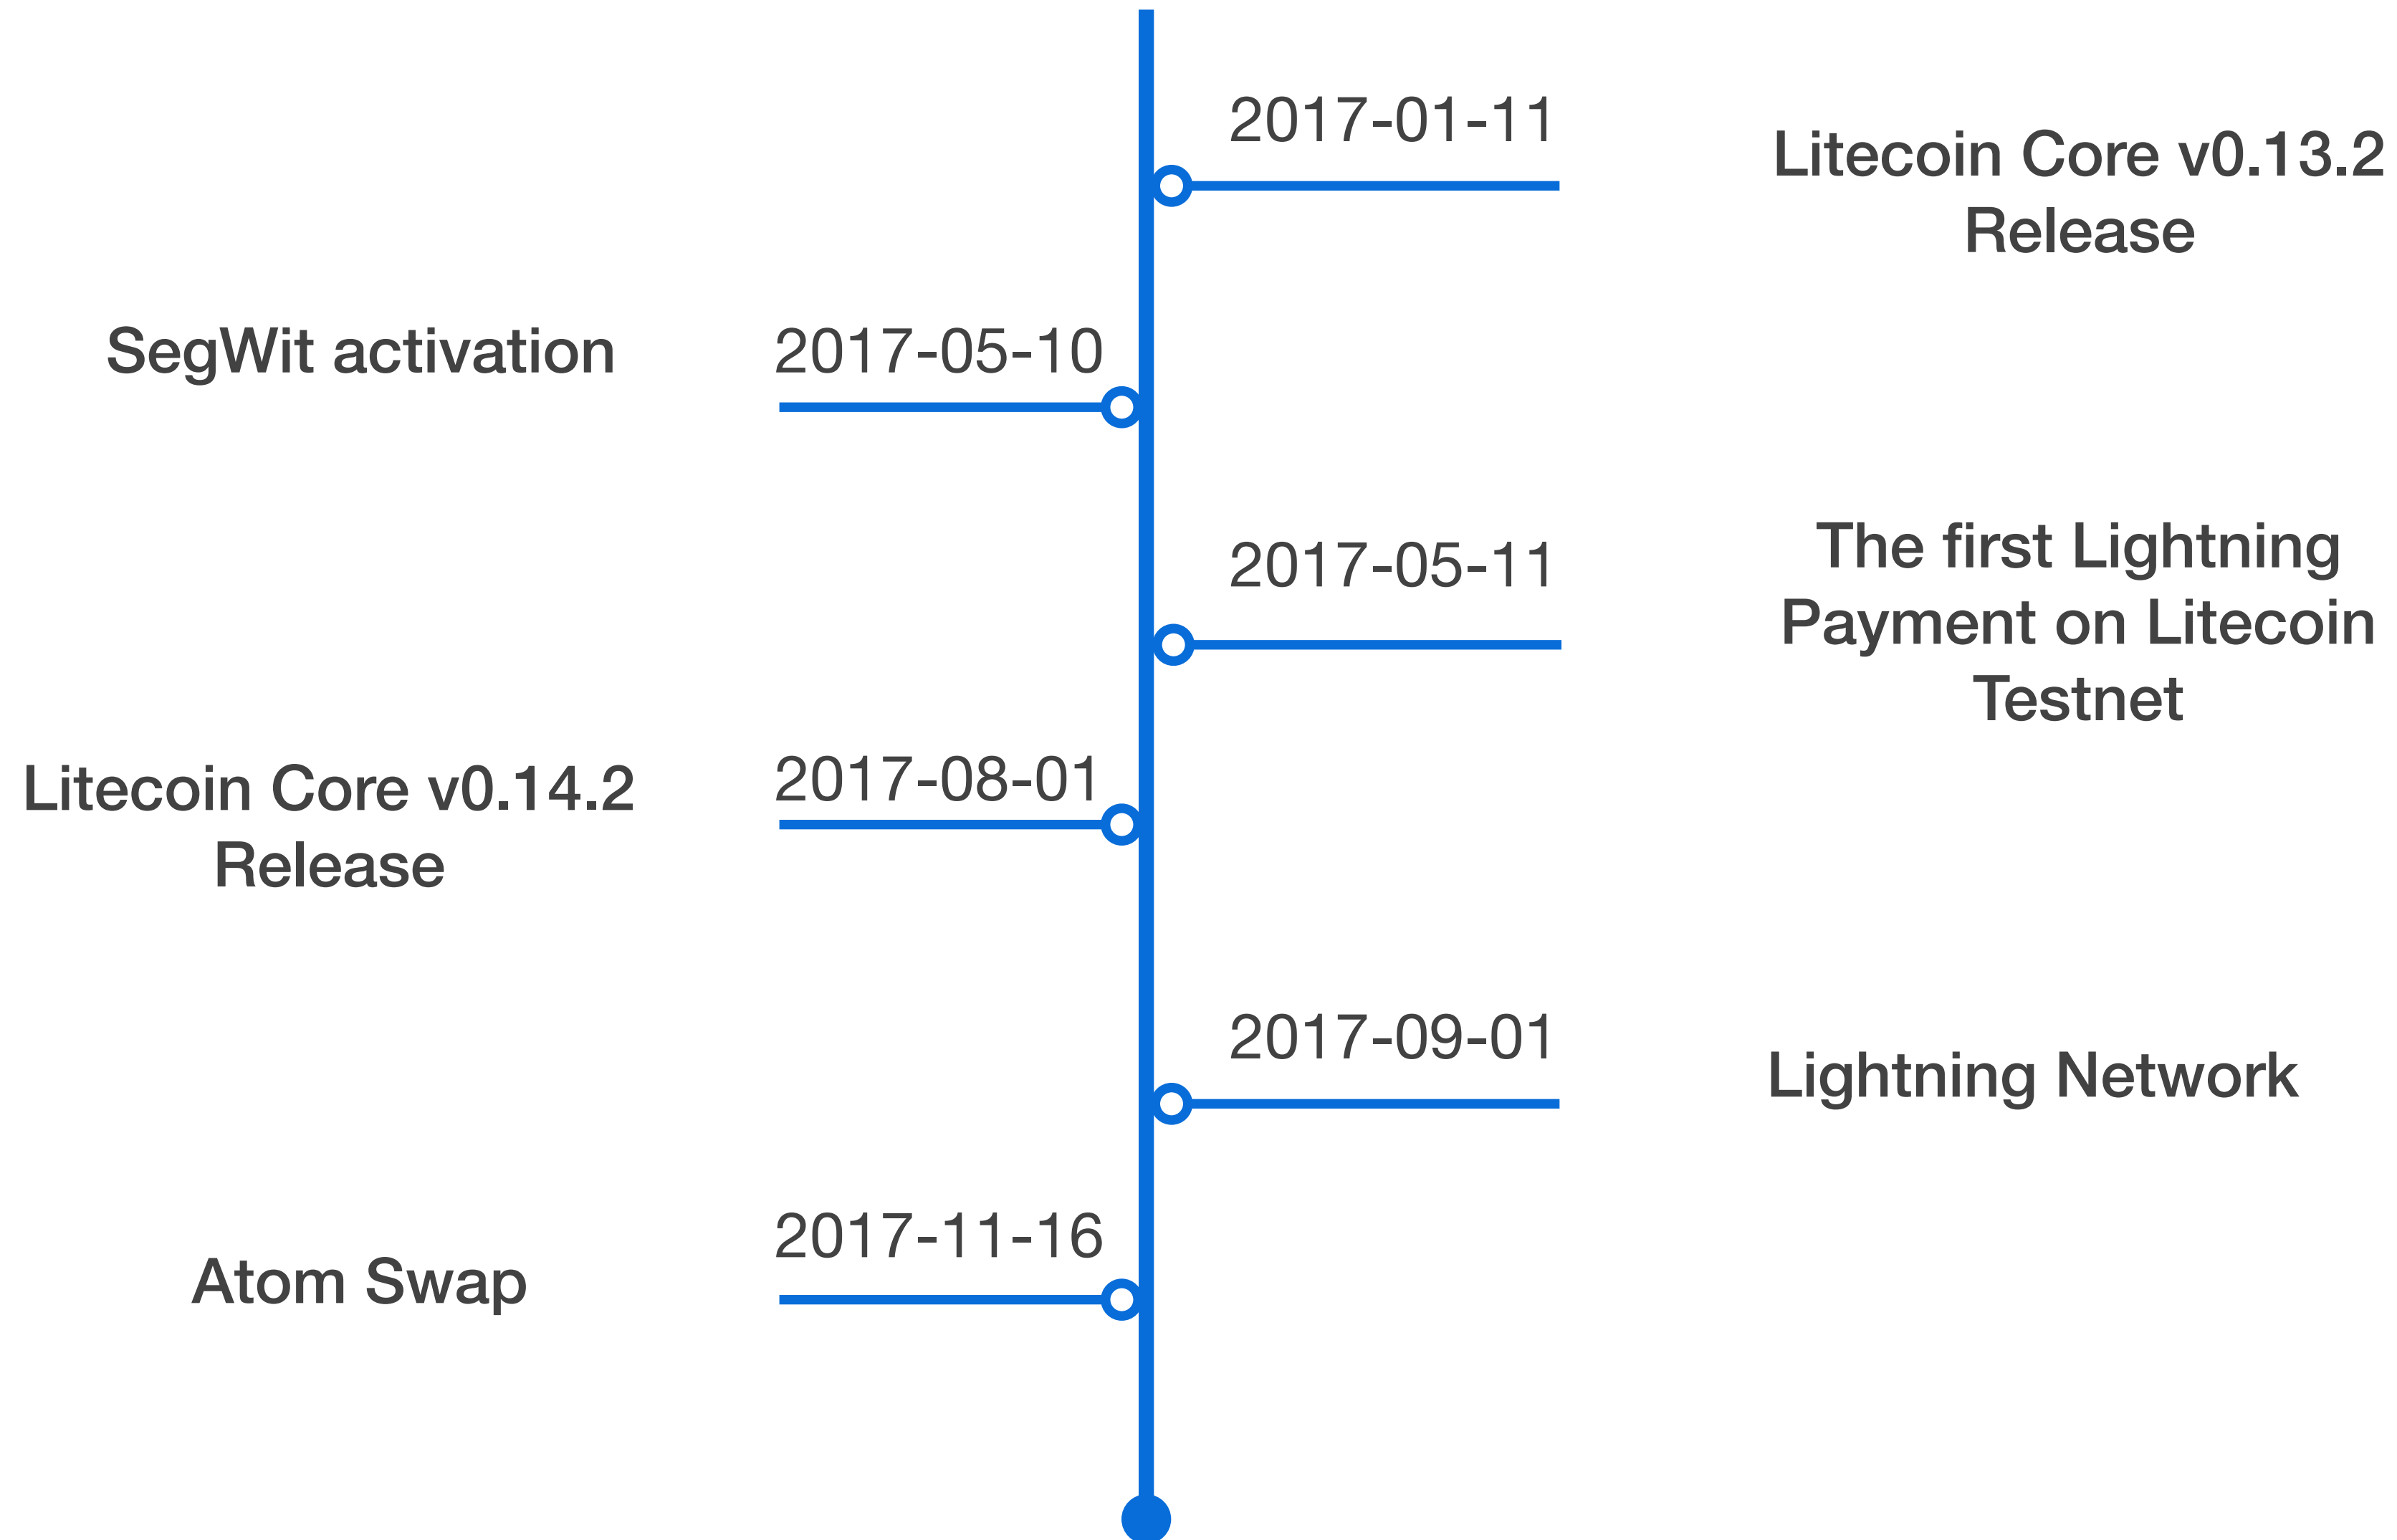 2017-01-11
Litecoin Core v0.13.2
Release
SegWit activation
2017-05-10
2017-05-11
The first Lightning
Payment on Litecoin
Testnet
Litecoin Core v0.14.2
Release
2017-08-01
2017-09-01
Lightning Network
Atom Swap
2017-11-16